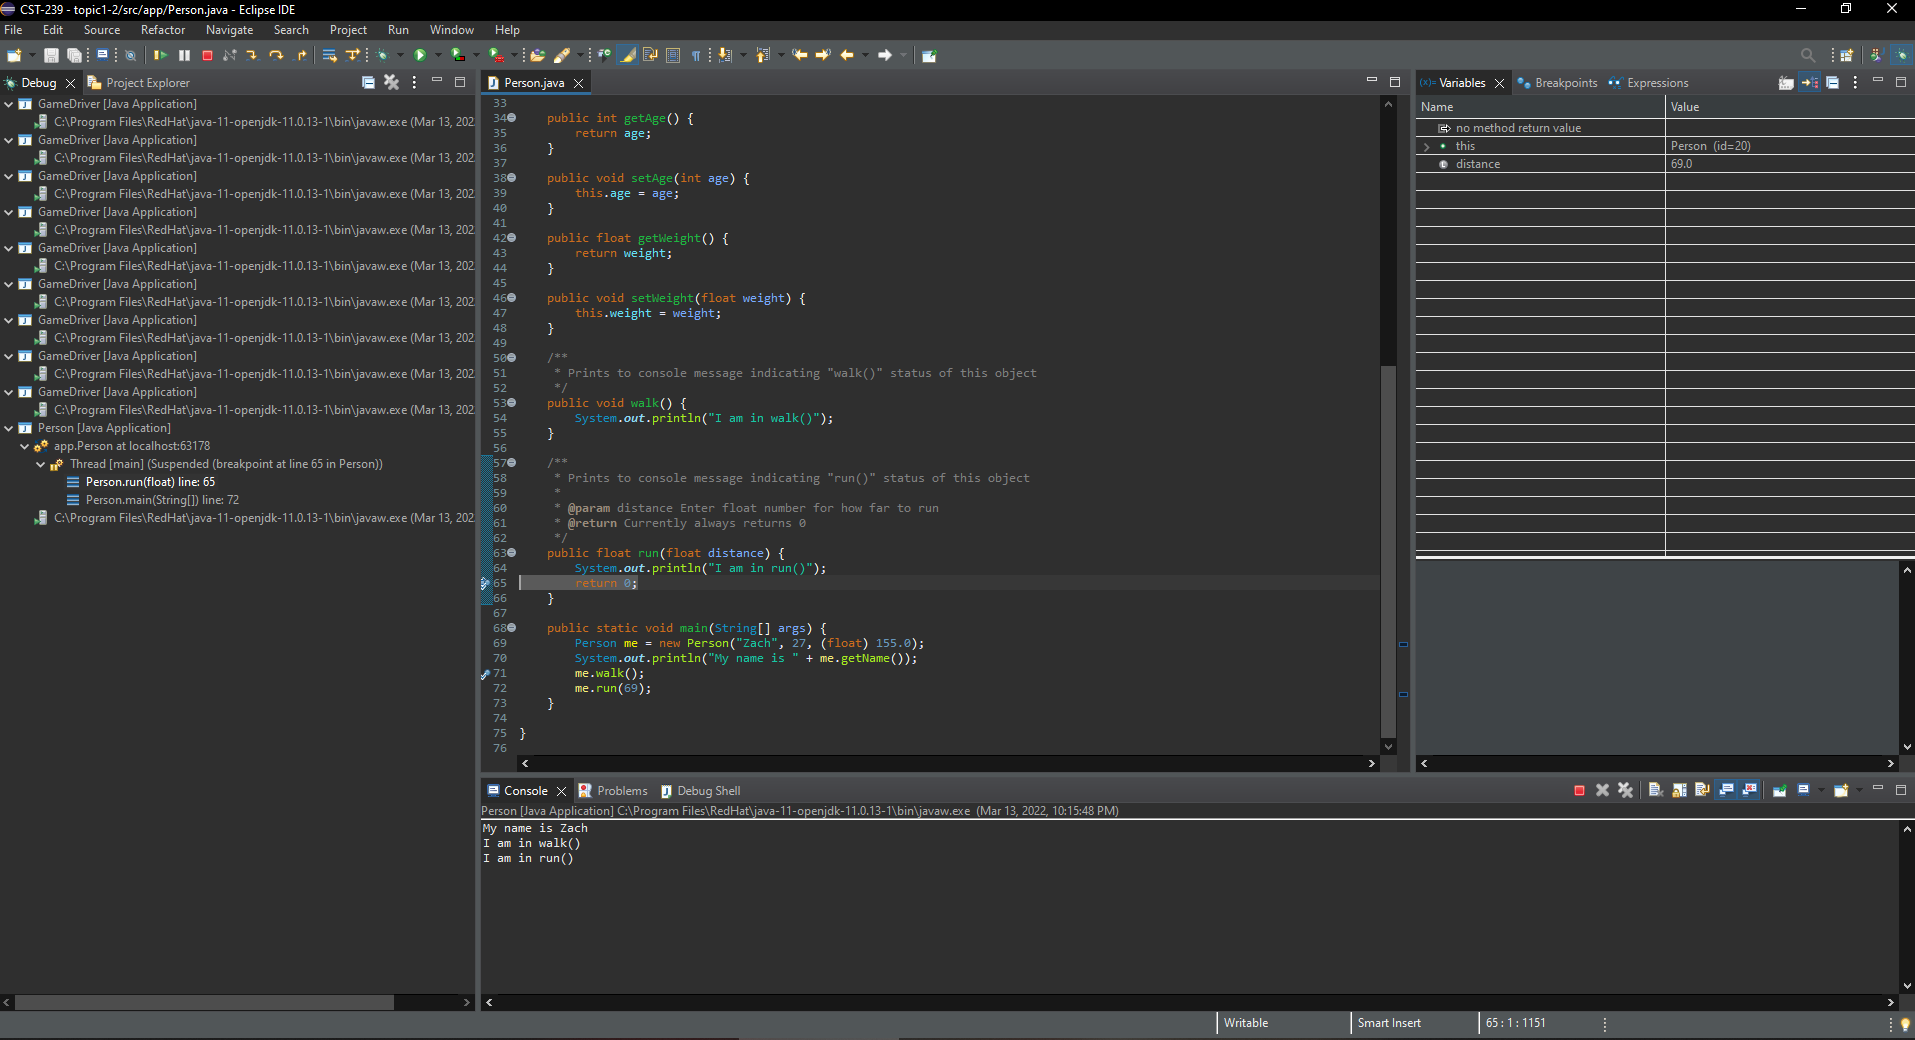 CST-239 - topic1-2/src/app/Person.java - Eclipse IDE
File Edit Source Refactor Navigate Search Project Run Window Help
Debug
Project Explorer
GameDriver [Java Application]
C:\Program Files\RedHat\java-11-openjdk-11.0.13-1\bin\javaw.exe (Mar 13, 202
GameDriver [Java Application]
C:\Program Files\RedHat\java-11-openjdk-11.0.13-1\bin\javaw.exe (Mar 13, 202
GameDriver [Java Application]
C:\Program Files\RedHat\java-11-openjdk-11.0.13-1\bin\javaw.exe (Mar 13, 202
GameDriver [Java Application]
C:\Program Files\RedHat\java-11-openjdk-11.0.13-1\bin\javaw.exe (Mar 13, 202
GameDriver [Java Application]
C:\Program Files\RedHat\java-11-openjdk-11.0.13-1\bin\javaw.exe (Mar 13, 202
GameDriver [Java Application]
C:\Program Files\RedHat\java-11-openjdk-11.0.13-1\bin\javaw.exe (Mar 13, 202
GameDriver [Java Application]
C:\Program Files\RedHat\java-11-openjdk-11.0.13-1\bin\javaw.exe (Mar 13, 202
GameDriver [Java Application]
C:\Program Files\RedHat\java-11-openjdk-11.0.13-1\bin\javaw.exe (Mar 13, 202
GameDriver [Java Application]
C:\Program Files\RedHat\java-11-openjdk-11.0.13-1\bin\javaw.exe (Mar 13, 202
Person [Java Application]
app.Person at localhost:63178
Thread [main] (Suspended (breakpoint at line 65 in Person))
Person.run(float) line: 65
Person.main(String[]) line: 72
C:\Program Files\RedHat\java-11-openjdk-11.0.13-1\bin\javaw.exe (Mar 13, 202
Person.java
33
34 public int getAge() {
35 return age;
36 }
37
38 public void setAge(int age) {
39 this.age = age;
40 }
41
42 public float getWeight() {
43 return weight;
44 }
45
46 public void setWeight(float weight) {
47 this.weight = weight;
48 }
49
50 /**
51 * Prints to console message indicating "walk()" status of this object
52 */
53 public void walk() {
54 System.out.println("I am in walk()");
55 }
56
57 /**
58 * Prints to console message indicating "run()" status of this object
59 *
60 * @param distance Enter float number for how far to run
61 * @return Currently always returns 0
62 */
63 public float run(float distance) {
64 System.out.println("I am in run()");
65 return 0;
66 }
67
68 public static void main(String[] args) {
69 Person me = new Person("Zach", 27, (float) 155.0);
70 System.out.println("My name is " + me.getName());
71 me.walk();
72 me.run(69);
73 }
74
75 }
76
(x)= Variables
Breakpoints
Expressions
Name Value
no method return value
this Person (id=20)
distance 69.0
Console
Problems
Debug Shell
Person [Java Application] C:\Program Files\RedHat\java-11-openjdk-11.0.13-1\bin\javaw.exe (Mar 13, 2022, 10:15:48 PM)
My name is Zach
I am in walk()
I am in run()
Writable
Smart Insert
65 : 1 : 1151